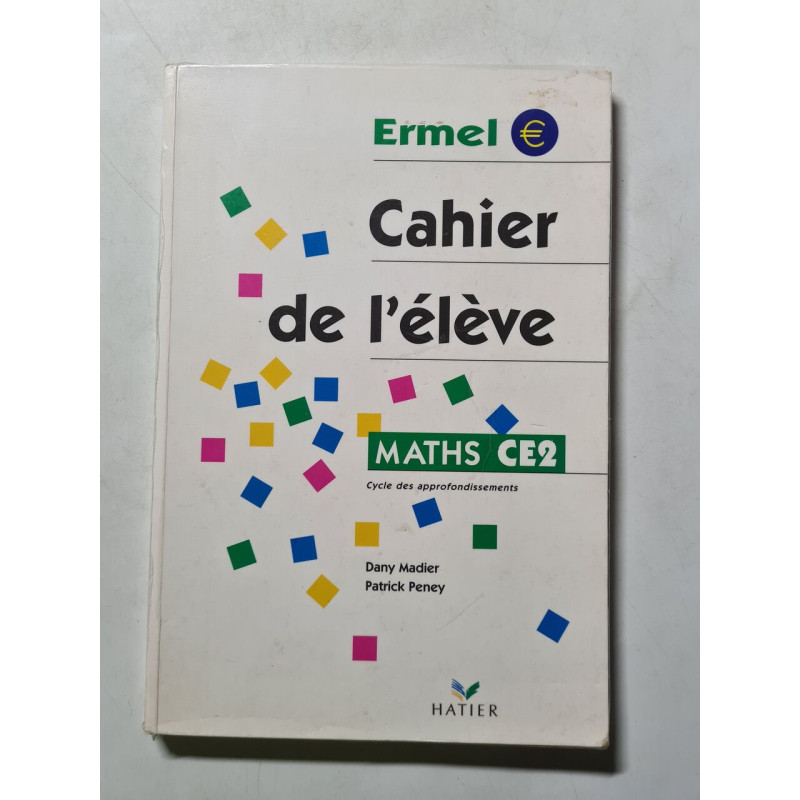 Ermel €
Cahier
de l'élève
MATHS CE2
Cycle des approfondissements
Dany Madier
Patrick Peney
HATIER